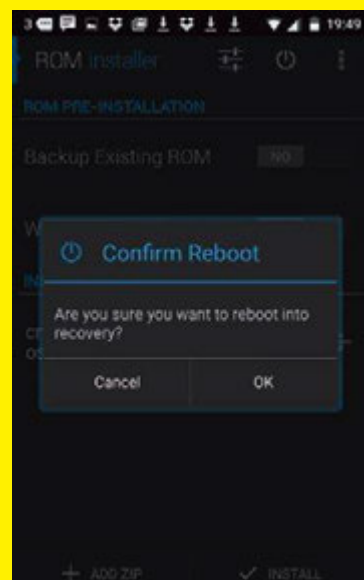 3 19:49
ROM Installer
ROM PRE-INSTALLATION
Backup Existing ROM NO
Confirm Reboot
Are you sure you want to reboot into
recovery?
Cancel OK
+ ADD ZIP INSTALL